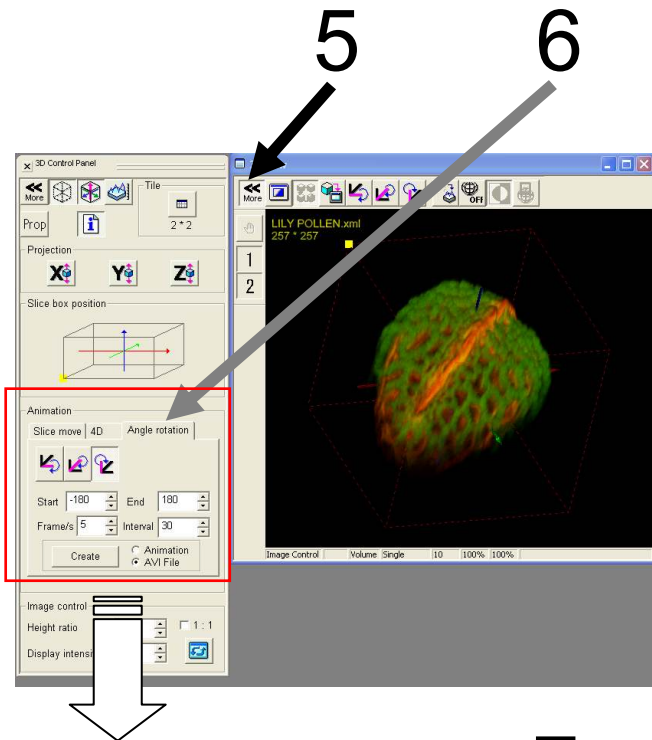 5 6
3D Control Panel
More
Tile
2 * 2
Prop
Projection
X Y Z
Slice box position
Animation
Slice move 4D Angle rotation
Start -180 End 180
Frame/s 5 Interval 30
Create Animation
AVI File
Image control
Height ratio 1 : 1
Display
More OFF
LILY POLLEN.xml
257 * 257
1
2
Image Control Volume Single 10 100% 100%